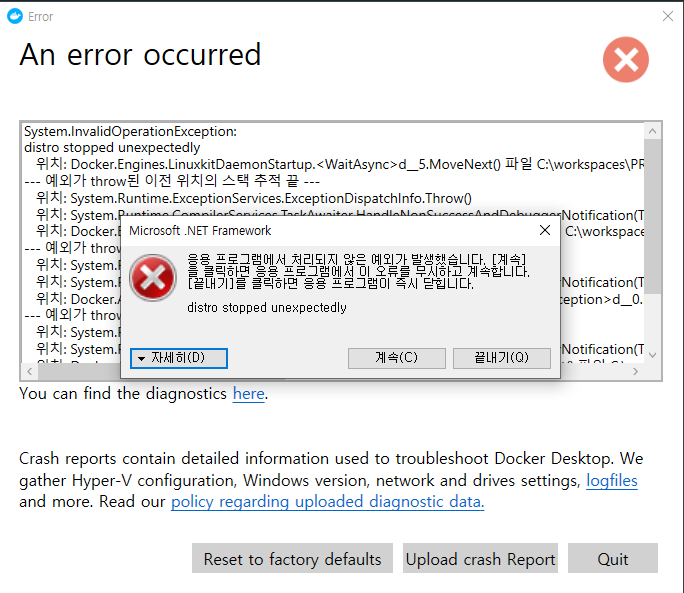 Error
An error occurred
System.InvalidOperationException:
distro stopped unexpectedly
위치: Docker.Engines.LinuxkitDaemonStartup.<WaitAsync>d__5.MoveNext() 파일 C:\workspaces\PR
--- 예외가 throw된 이전 위치의 스택 추적 끝 ---
위치: System.Runtime.ExceptionServices.ExceptionDispatchInfo.Throw()
위치: System.Runtime.CompilerServices.TaskAwaiter.HandleNonSuccessAndDebuggerNotification(T
위치: Docker.E
C:\workspace
--- 예외가 throw
위치: System.R
위치: System.R
Notification(T
위치: Docker.A
ception>d__0.
--- 예외가 throw
위치: System.R
위치: System.R
Notification(T
Microsoft .NET Framework
응용 프로그램에서 처리되지 않은 예외가 발생했습니다. [계속]
을 클릭하면 응용 프로그램에서 이 오류를 무시하고 계속합니다.
[끝내기]를 클릭하면 응용 프로그램이 즉시 닫힙니다.
distro stopped unexpectedly
자세히(D)
계속(C)
끝내기(Q)
You can find the diagnostics here.
Crash reports contain detailed information used to troubleshoot Docker Desktop. We
gather Hyper-V configuration, Windows version, network and drives settings, logfiles
and more. Read our policy regarding uploaded diagnostic data.
Reset to factory defaults
Upload crash Report
Quit